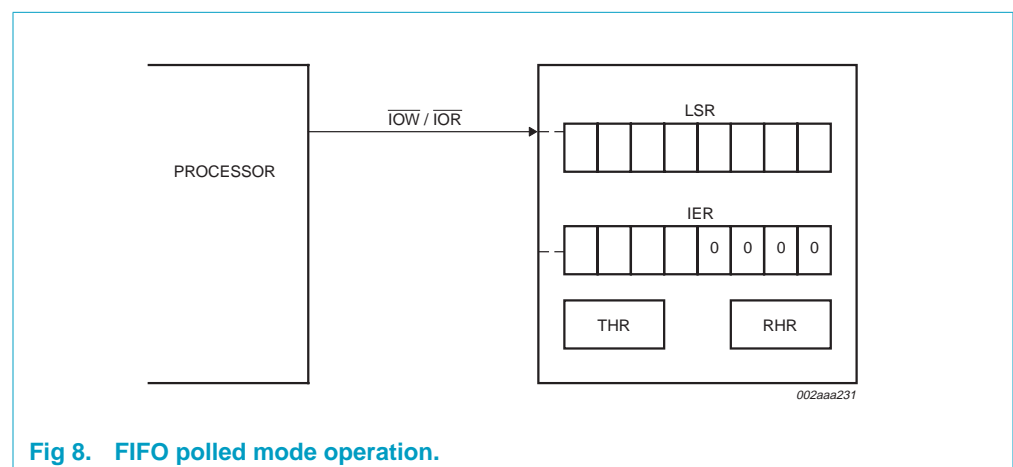 IOW / IOR
PROCESSOR
LSR
IER
0 0 0 0
THR RHR
002aaa231
Fig 8. FIFO polled mode operation.